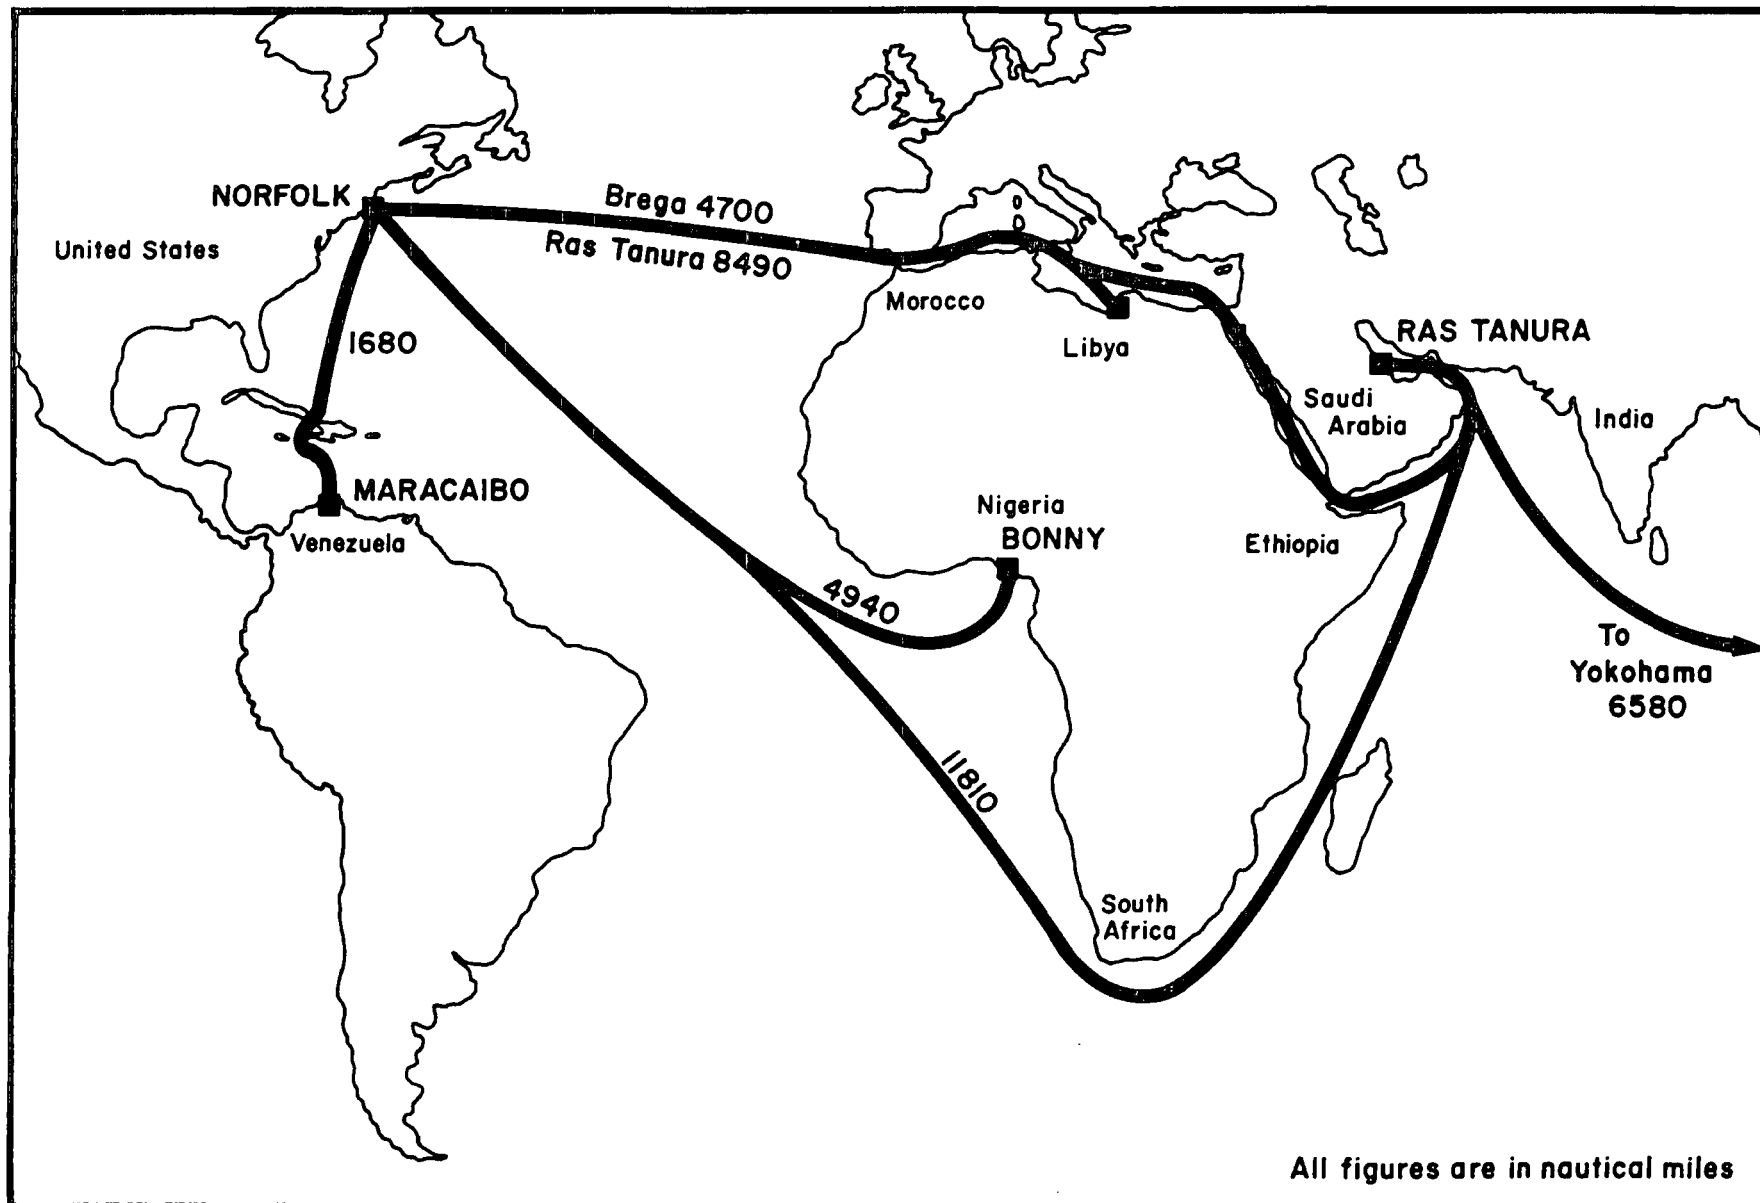 NORFOLK
Brega 4700
Ras Tanura 8490
United States
Morocco
1680
Libya
RAS TANURA
Saudi
Arabia
India
MARACAIBO
Venezuela
Nigeria
BONNY
Ethiopia
4940
To
Yokohama
6580
11810
South
Africa
All figures are in nautical miles